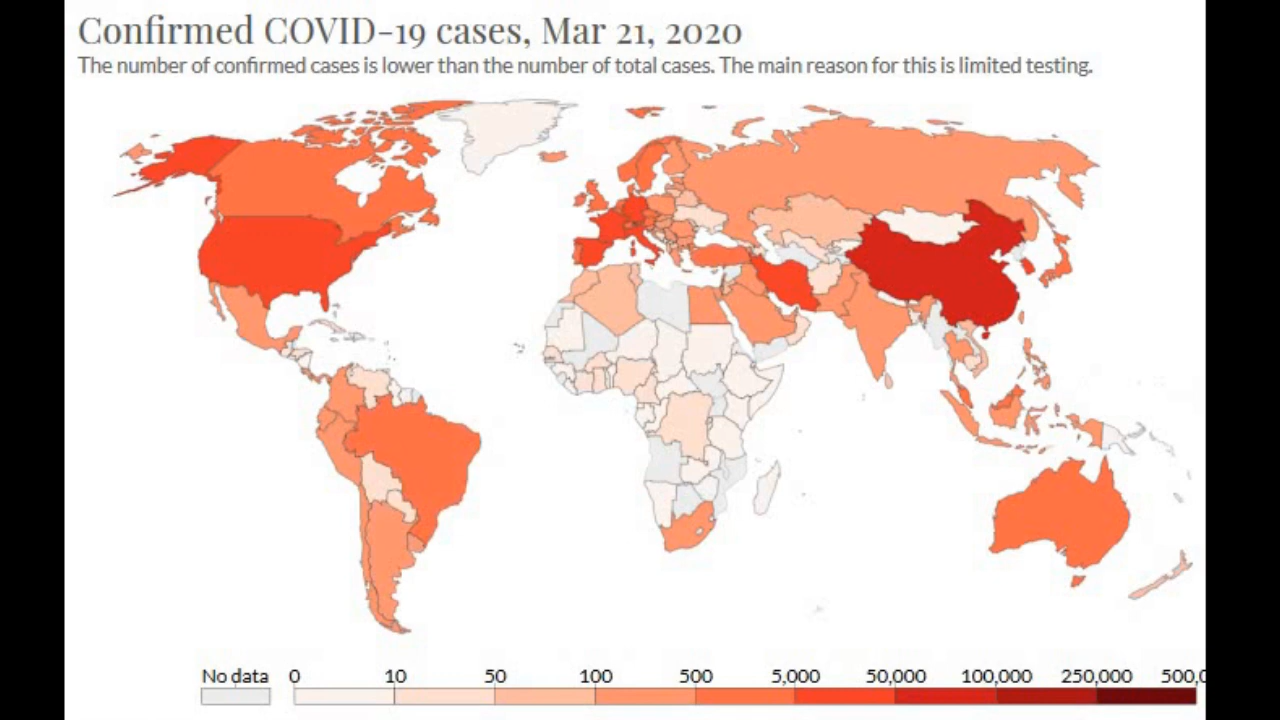 Confirmed COVID-19 cases, Mar 21, 2020
The number of confirmed cases is lower than the number of total cases. The main reason for this is limited testing.
No data 0 10 50 100 500 5,000 50,000 100,000 250,000 500,0